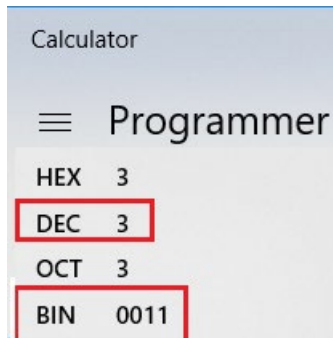 Calculator
☰ Programmer
HEX 3
DEC 3
OCT 3
BIN 0011